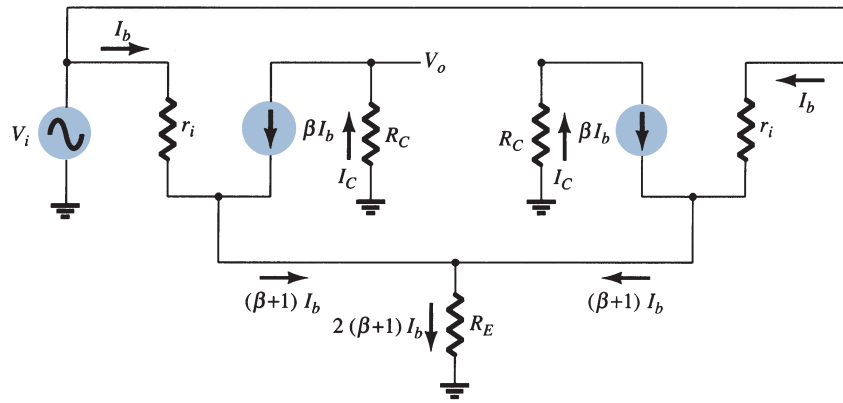 I_b
V_o
V_i
r_i
βI_b
R_C
I_C
R_C
I_C
βI_b
r_i
I_b
(β+1) I_b
(β+1) I_b
2 (β+1) I_b
R_E